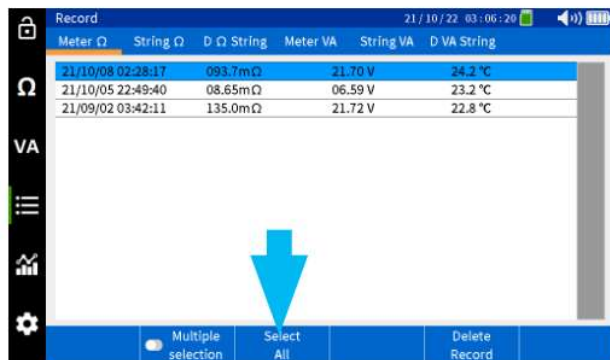 Record 21/10/22 03:06:20
Meter Ω String Ω D Ω String Meter VA String VA D VA String
21/10/08 02:28:17 093.7mΩ 21.70 V 24.2 °C
21/10/05 22:49:40 08.65mΩ 06.59 V 23.2 °C
21/09/02 03:42:11 135.0mΩ 21.72 V 22.8 °C
Ω
VA
Multiple selection
Select All
Delete Record